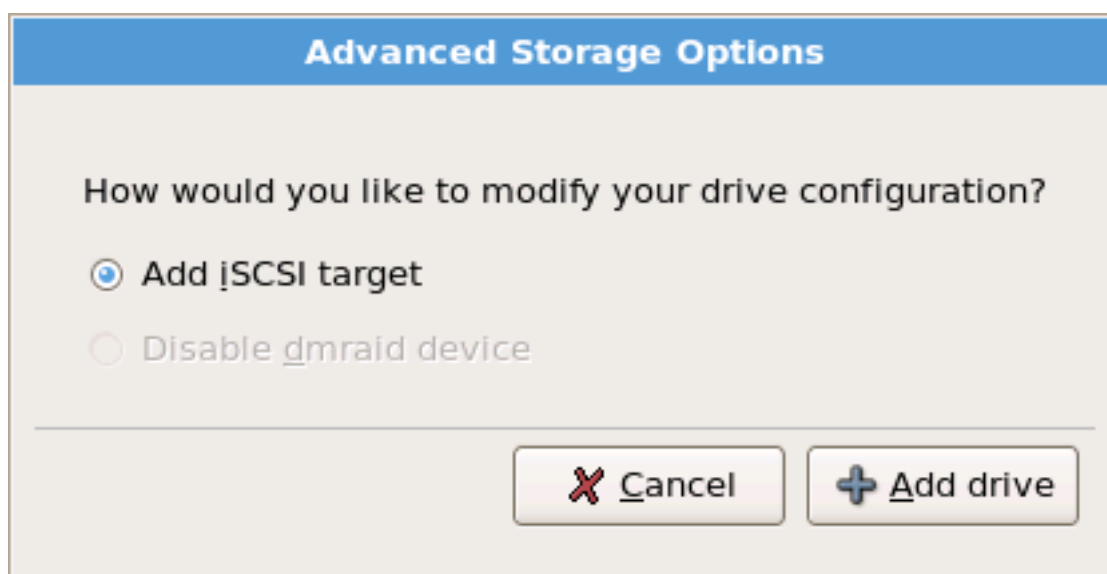 Advanced Storage Options
How would you like to modify your drive configuration?
Add iSCSI target
Disable dmraid device
Cancel
Add drive